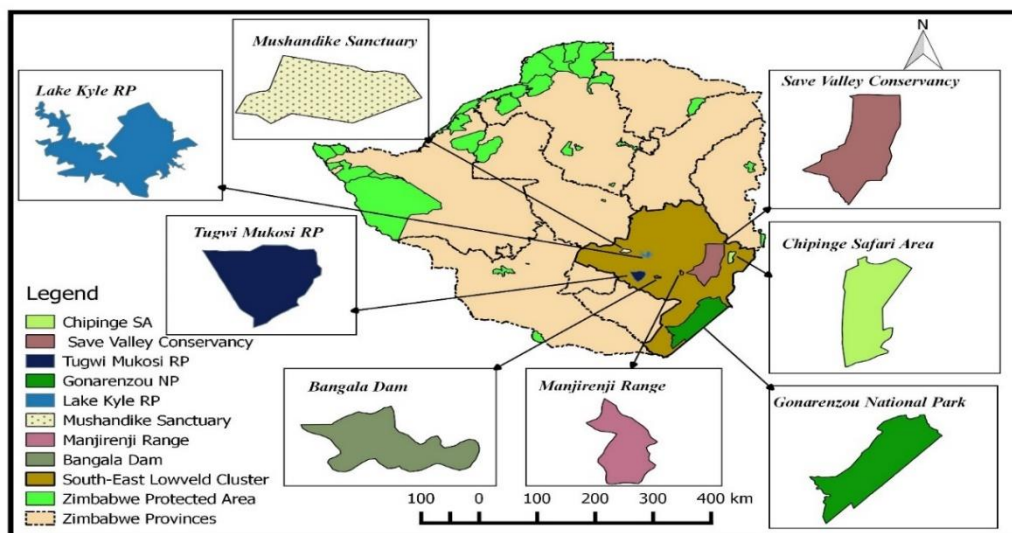 Mushandike Sanctuary
N
Lake Kyle RP
Save Valley Conservancy
Tugwi Mukosi RP
Chipinge Safari Area
Legend
Chipinge SA
Save Valley Conservancy
Tugwi Mukosi RP
Gonarenzou NP
Lake Kyle RP
Mushandike Sanctuary
Manjirenji Range
Bangala Dam
South-East Lowveld Cluster
Zimbabwe Protected Area
Zimbabwe Provinces
Bangala Dam
Manjirenji Range
Gonarenzou National Park
100 0 100 200 300 400 km